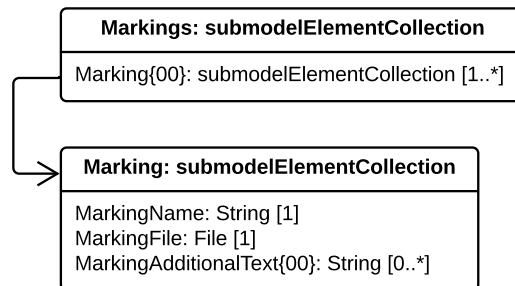 Markings: submodelElementCollection
Marking{00}: submodelElementCollection [1..*]
Marking: submodelElementCollection
MarkingName: String [1]
MarkingFile: File [1]
MarkingAdditionalText{00}: String [0..*]